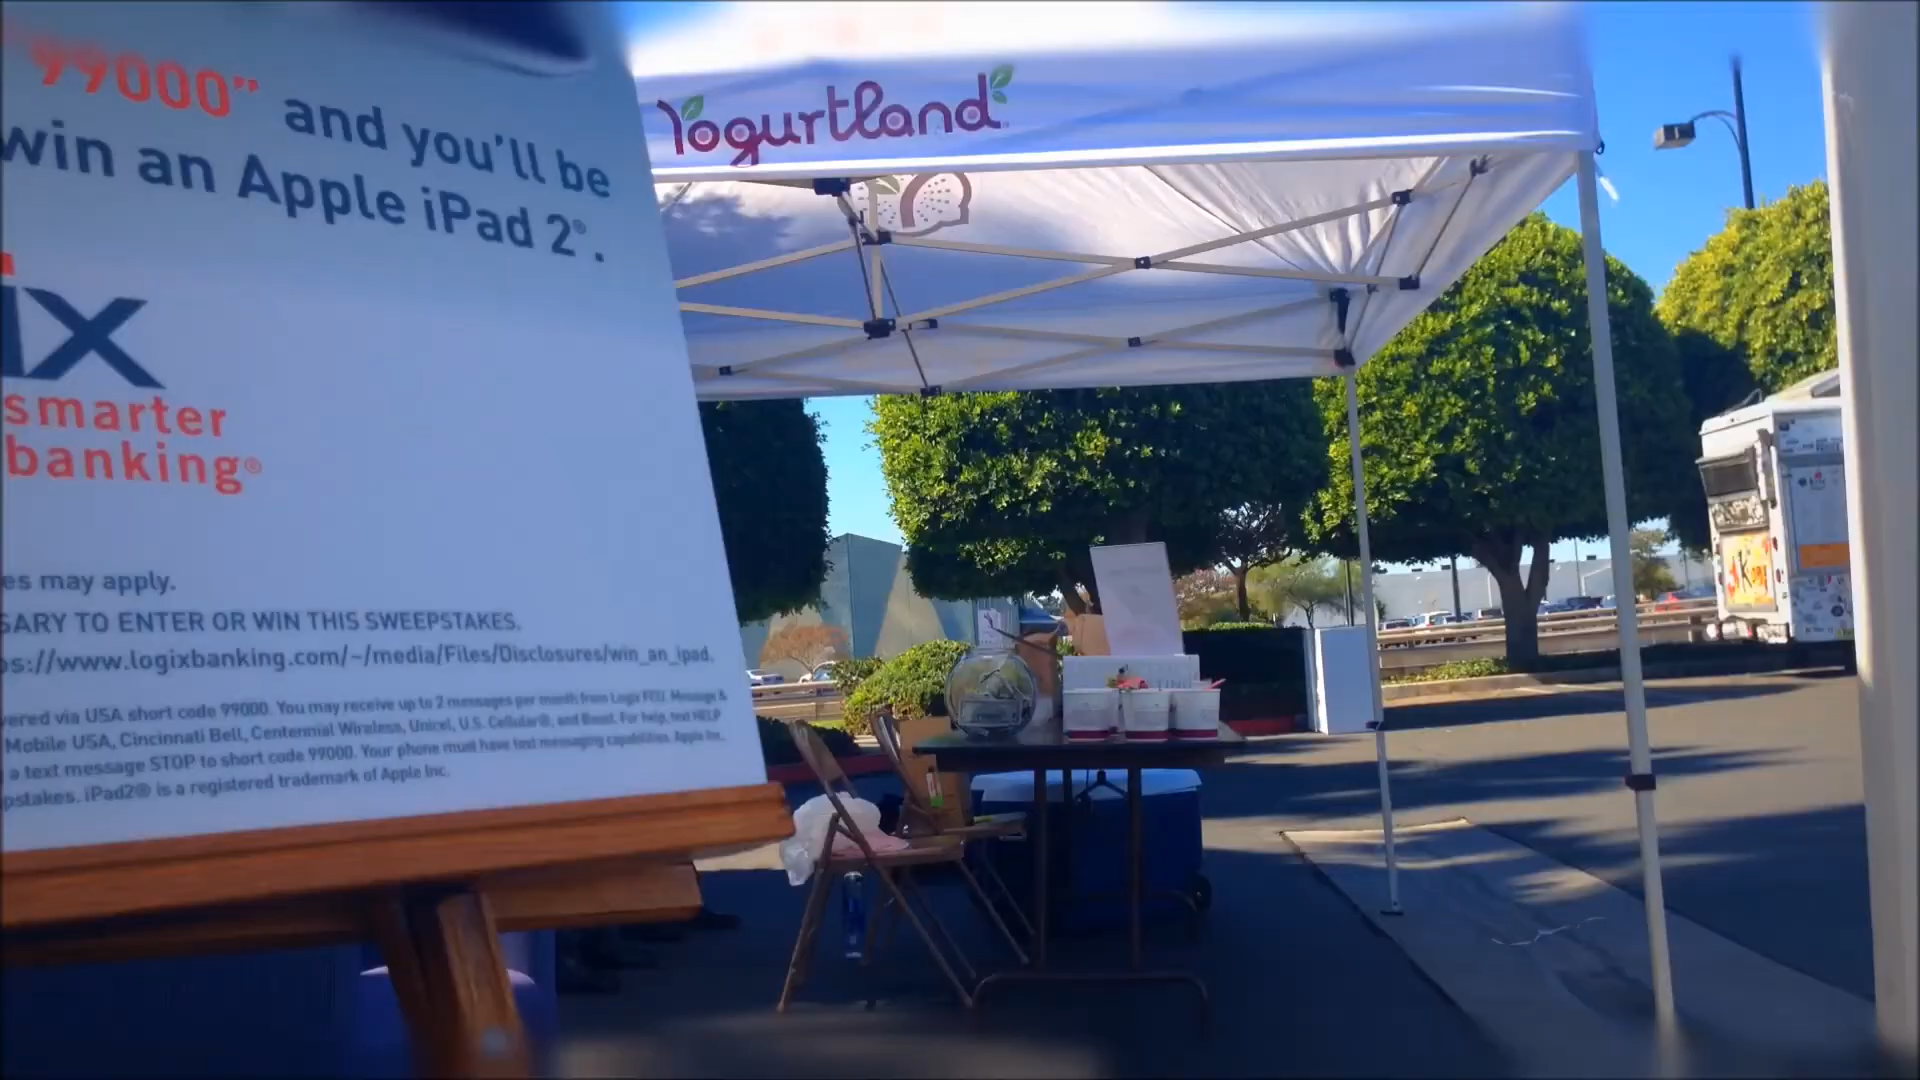 "99000" and you'll be
win an Apple iPad 2®.
ix
smarter
banking®
es may apply.
SARY TO ENTER OR WIN THIS SWEEPSTAKES.
ps://www.logixbanking.com/~/media/Files/Disclosures/win_an_ipad.
vered via USA short code 99000. You may receive up to 2 messages per month from Logix FCU. Message &
Mobile USA, Cincinnati Bell, Centennial Wireless, Unicel, U.S. Cellular®, and Boost. For help, text HELP
a text message STOP to short code 99000. Your phone must have text messaging capabilities. Apple Inc.
pstakes. iPad2® is a registered trademark of Apple Inc.
Yogurtland